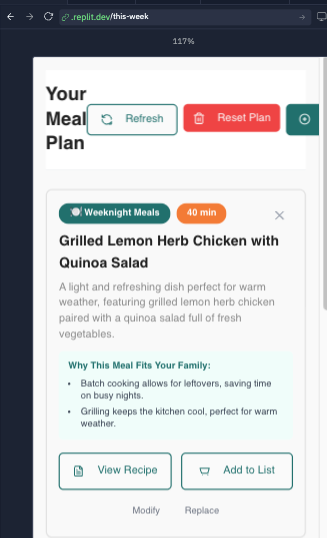 .replit.dev/this-week
117%
Your
Meal
Plan
Refresh
Reset Plan
Weeknight Meals
40 min
Grilled Lemon Herb Chicken with
Quinoa Salad
A light and refreshing dish perfect for warm
weather, featuring grilled lemon herb chicken
paired with a quinoa salad full of fresh
vegetables.
Why This Meal Fits Your Family:
• Batch cooking allows for leftovers, saving time
on busy nights.
• Grilling keeps the kitchen cool, perfect for warm
weather.
View Recipe
Add to List
Modify
Replace